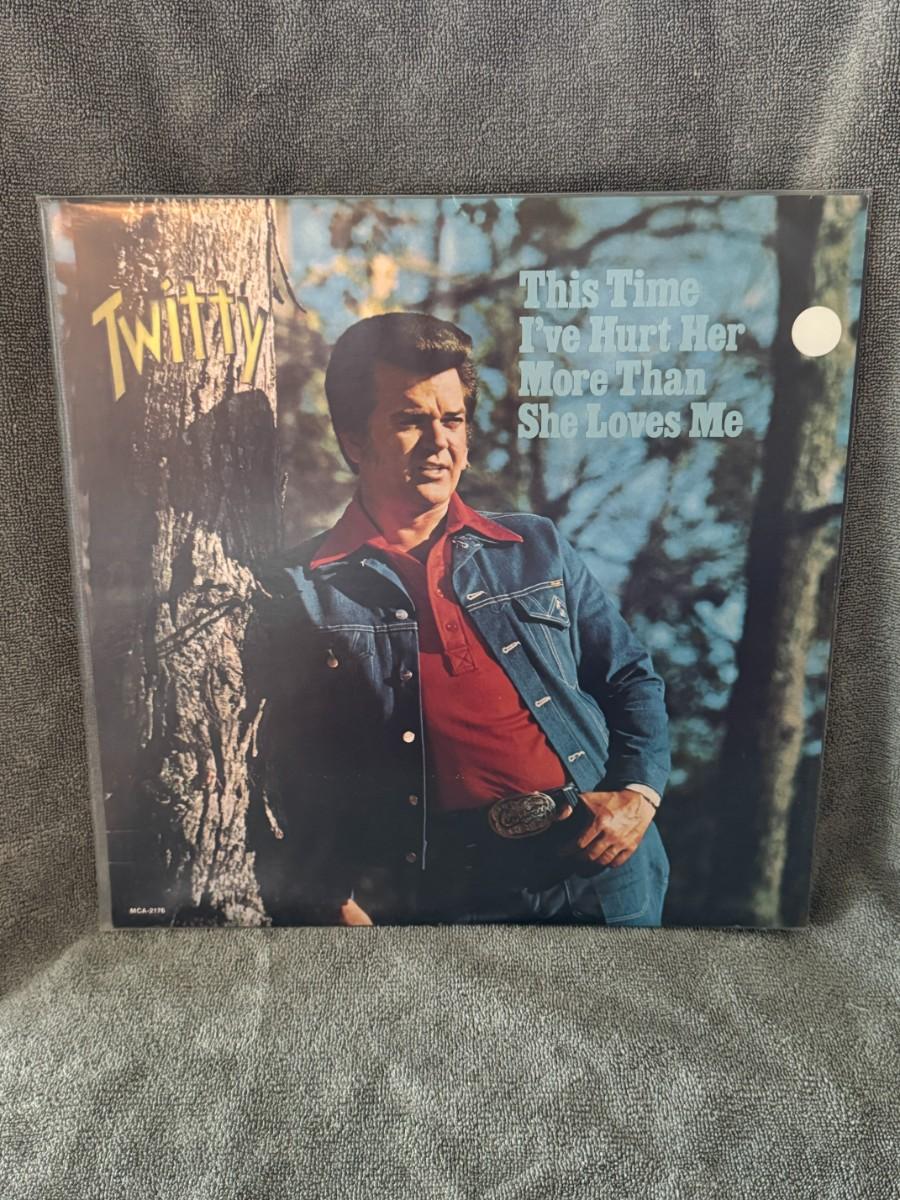 Twitty
This Time
I've Hurt Her
More Than
She Loves Me
MCA-2176